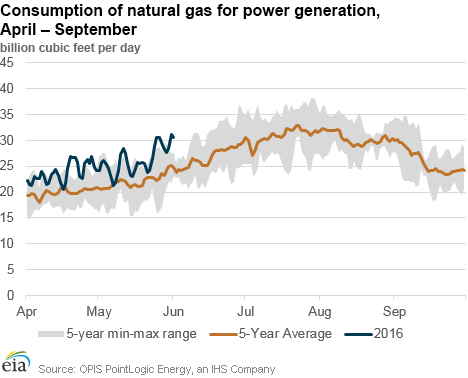 Consumption of natural gas for power generation,
April – September
billion cubic feet per day
45
40
35
30
25
20
15
10
5
0
Apr May Jun Jul Aug Sep
5-year min-max range 5-Year Average 2016
eia Source: OPIS PointLogic Energy, an IHS Company